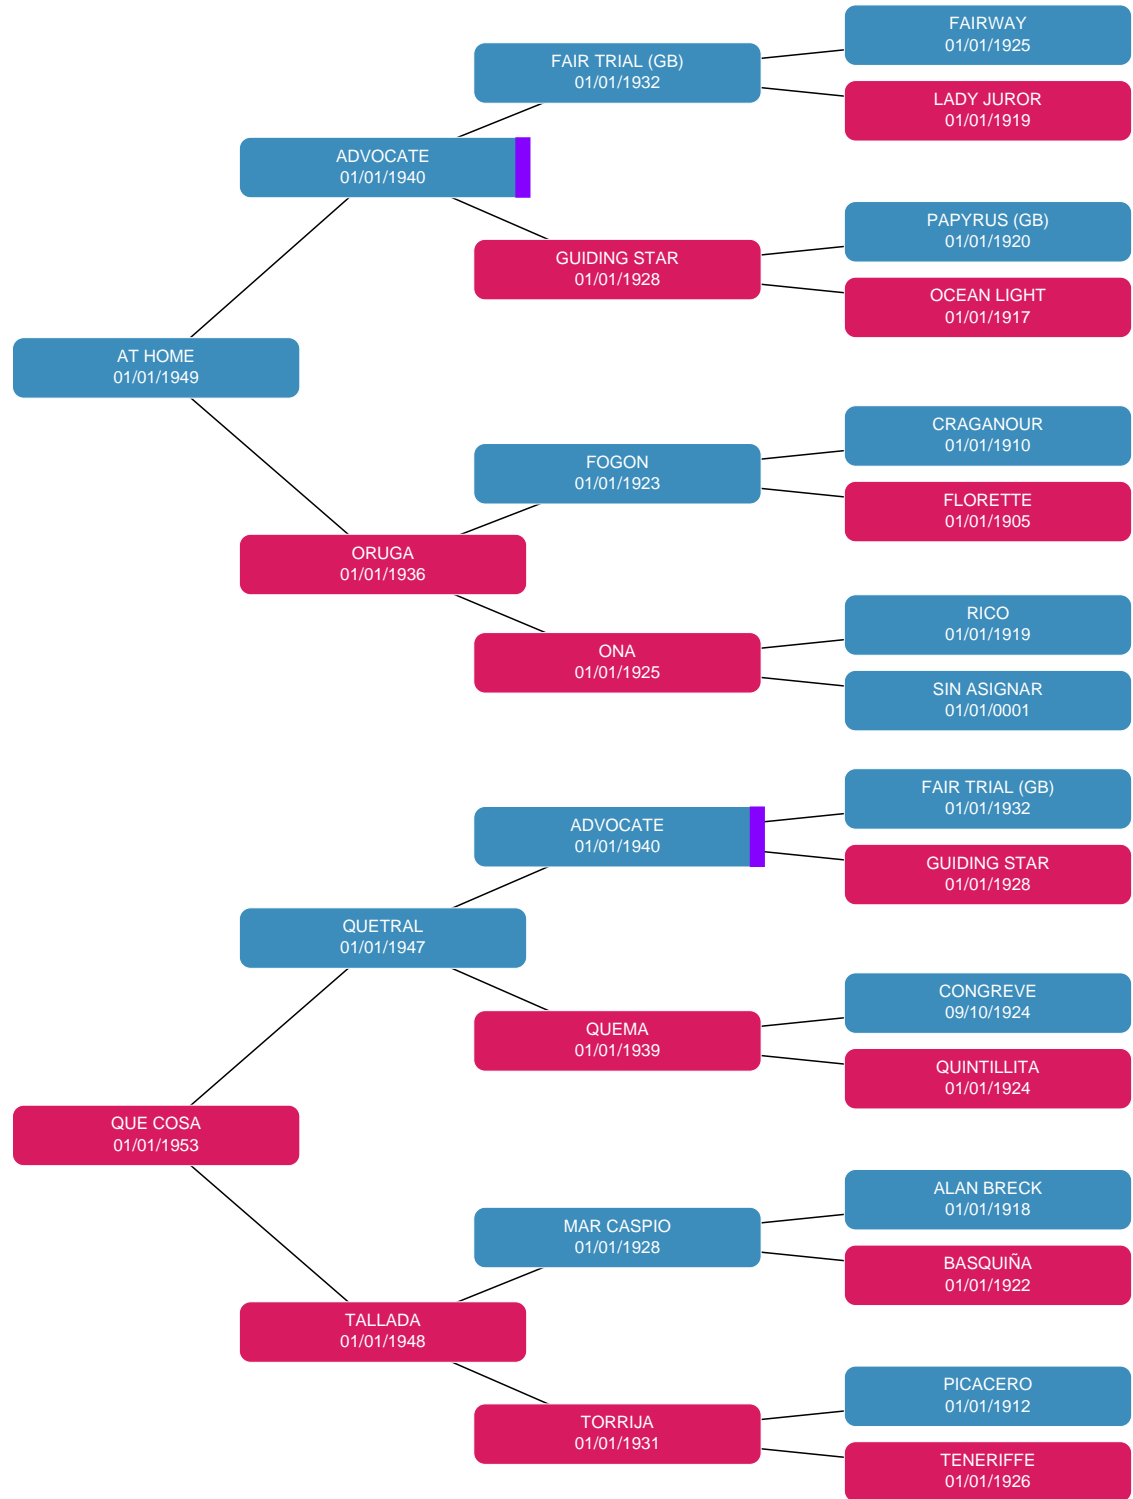 FAIRWAY
01/01/1925
FAIR TRIAL (GB)
01/01/1932
LADY JUROR
01/01/1919
ADVOCATE
01/01/1940
PAPYRUS (GB)
01/01/1920
GUIDING STAR
01/01/1928
OCEAN LIGHT
01/01/1917
AT HOME
01/01/1949
CRAGANOUR
01/01/1910
FOGON
01/01/1923
FLORETTE
01/01/1905
ORUGA
01/01/1936
RICO
01/01/1919
ONA
01/01/1925
SIN ASIGNAR
01/01/0001
FAIR TRIAL (GB)
01/01/1932
ADVOCATE
01/01/1940
GUIDING STAR
01/01/1928
QUETRAL
01/01/1947
CONGREVE
09/10/1924
QUEMA
01/01/1939
QUINTILLITA
01/01/1924
QUE COSA
01/01/1953
ALAN BRECK
01/01/1918
MAR CASPIO
01/01/1928
BASQUIÑA
01/01/1922
TALLADA
01/01/1948
PICACERO
01/01/1912
TORRIJA
01/01/1931
TENERIFFE
01/01/1926